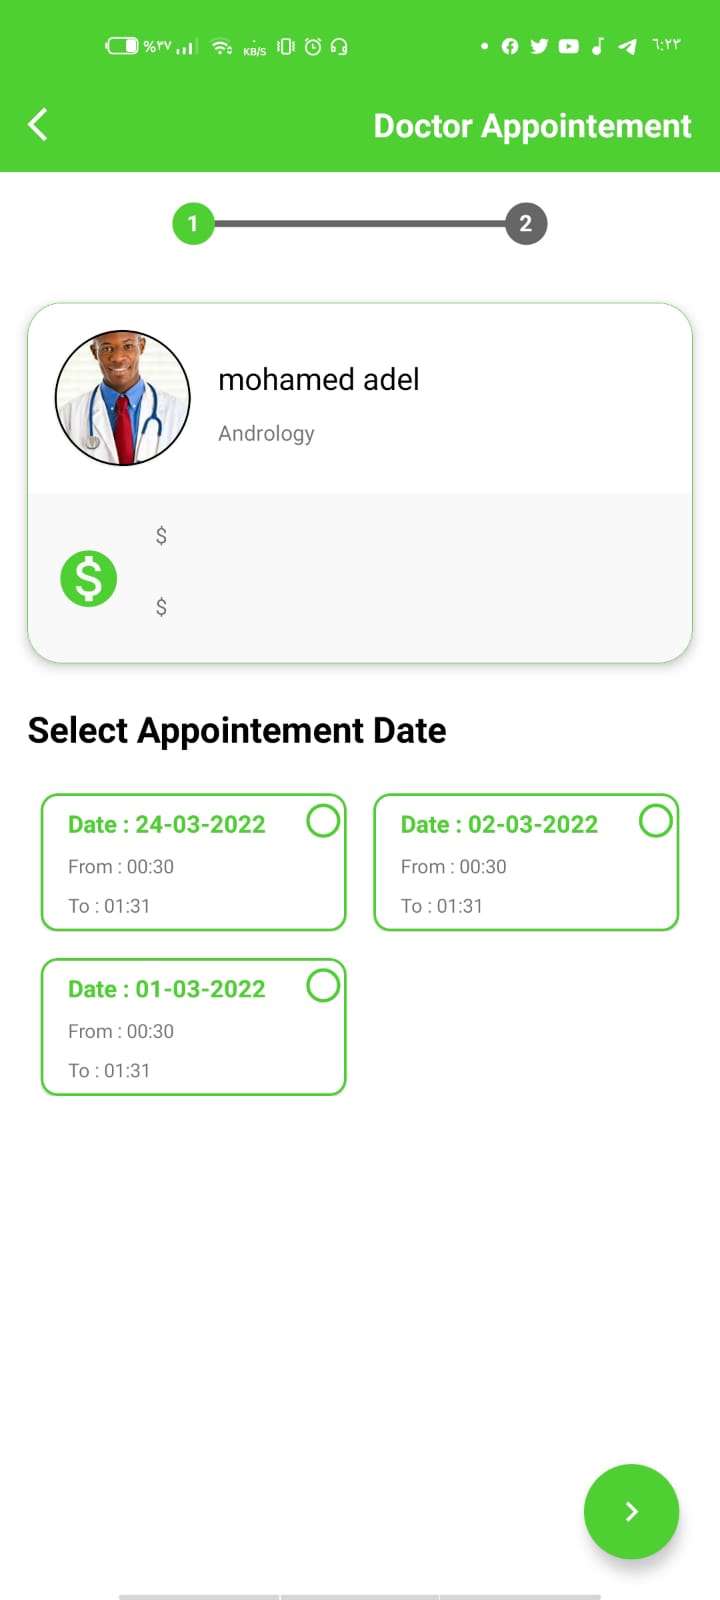 %٣٧ KB/S ٦:٢٣
Doctor Appointement
1 2
mohamed adel
Andrology
$
$
$
Select Appointement Date
Date : 24-03-2022
From : 00:30
To : 01:31
Date : 02-03-2022
From : 00:30
To : 01:31
Date : 01-03-2022
From : 00:30
To : 01:31